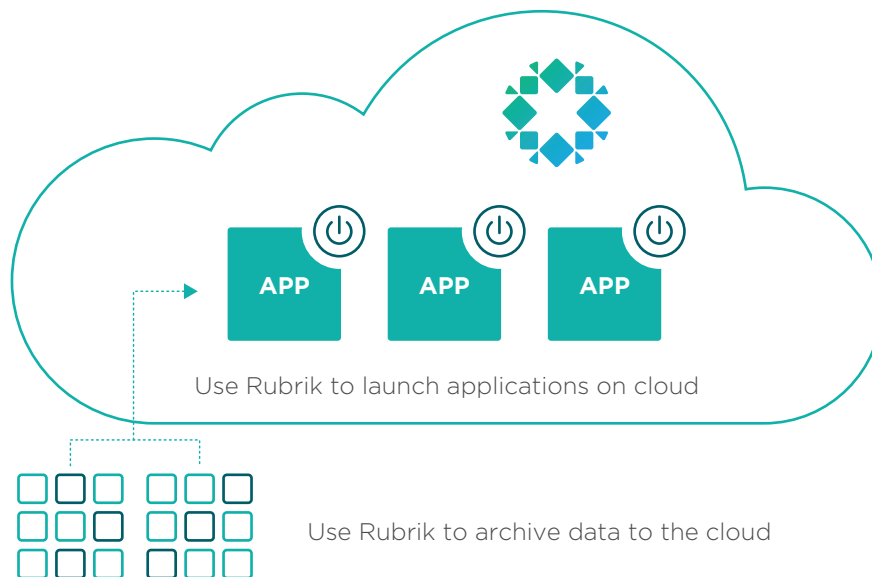 APP APP APP
Use Rubrik to launch applications on cloud
Use Rubrik to archive data to the cloud